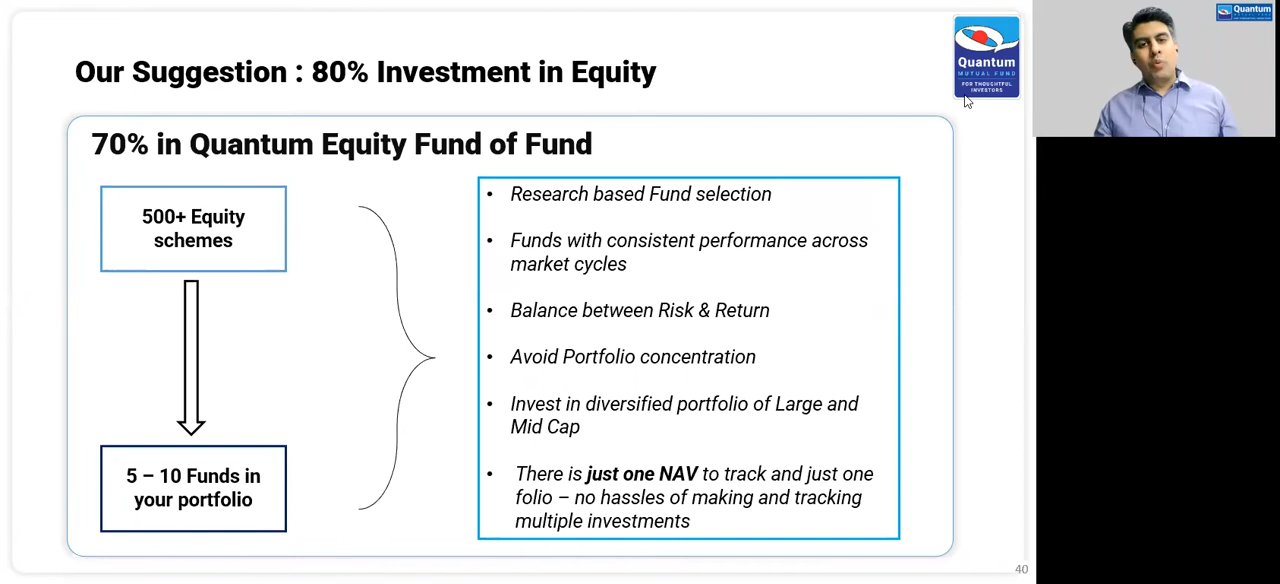 Our Suggestion : 80% Investment in Equity
Quantum
MUTUAL FUND
FOR THOUGHTFUL
INVESTORS
70% in Quantum Equity Fund of Fund
500+ Equity
schemes
5 – 10 Funds in
your portfolio
• Research based Fund selection
• Funds with consistent performance across
market cycles
• Balance between Risk & Return
• Avoid Portfolio concentration
• Invest in diversified portfolio of Large and
Mid Cap
• There is just one NAV to track and just one
folio – no hassles of making and tracking
multiple investments
40
Quantum